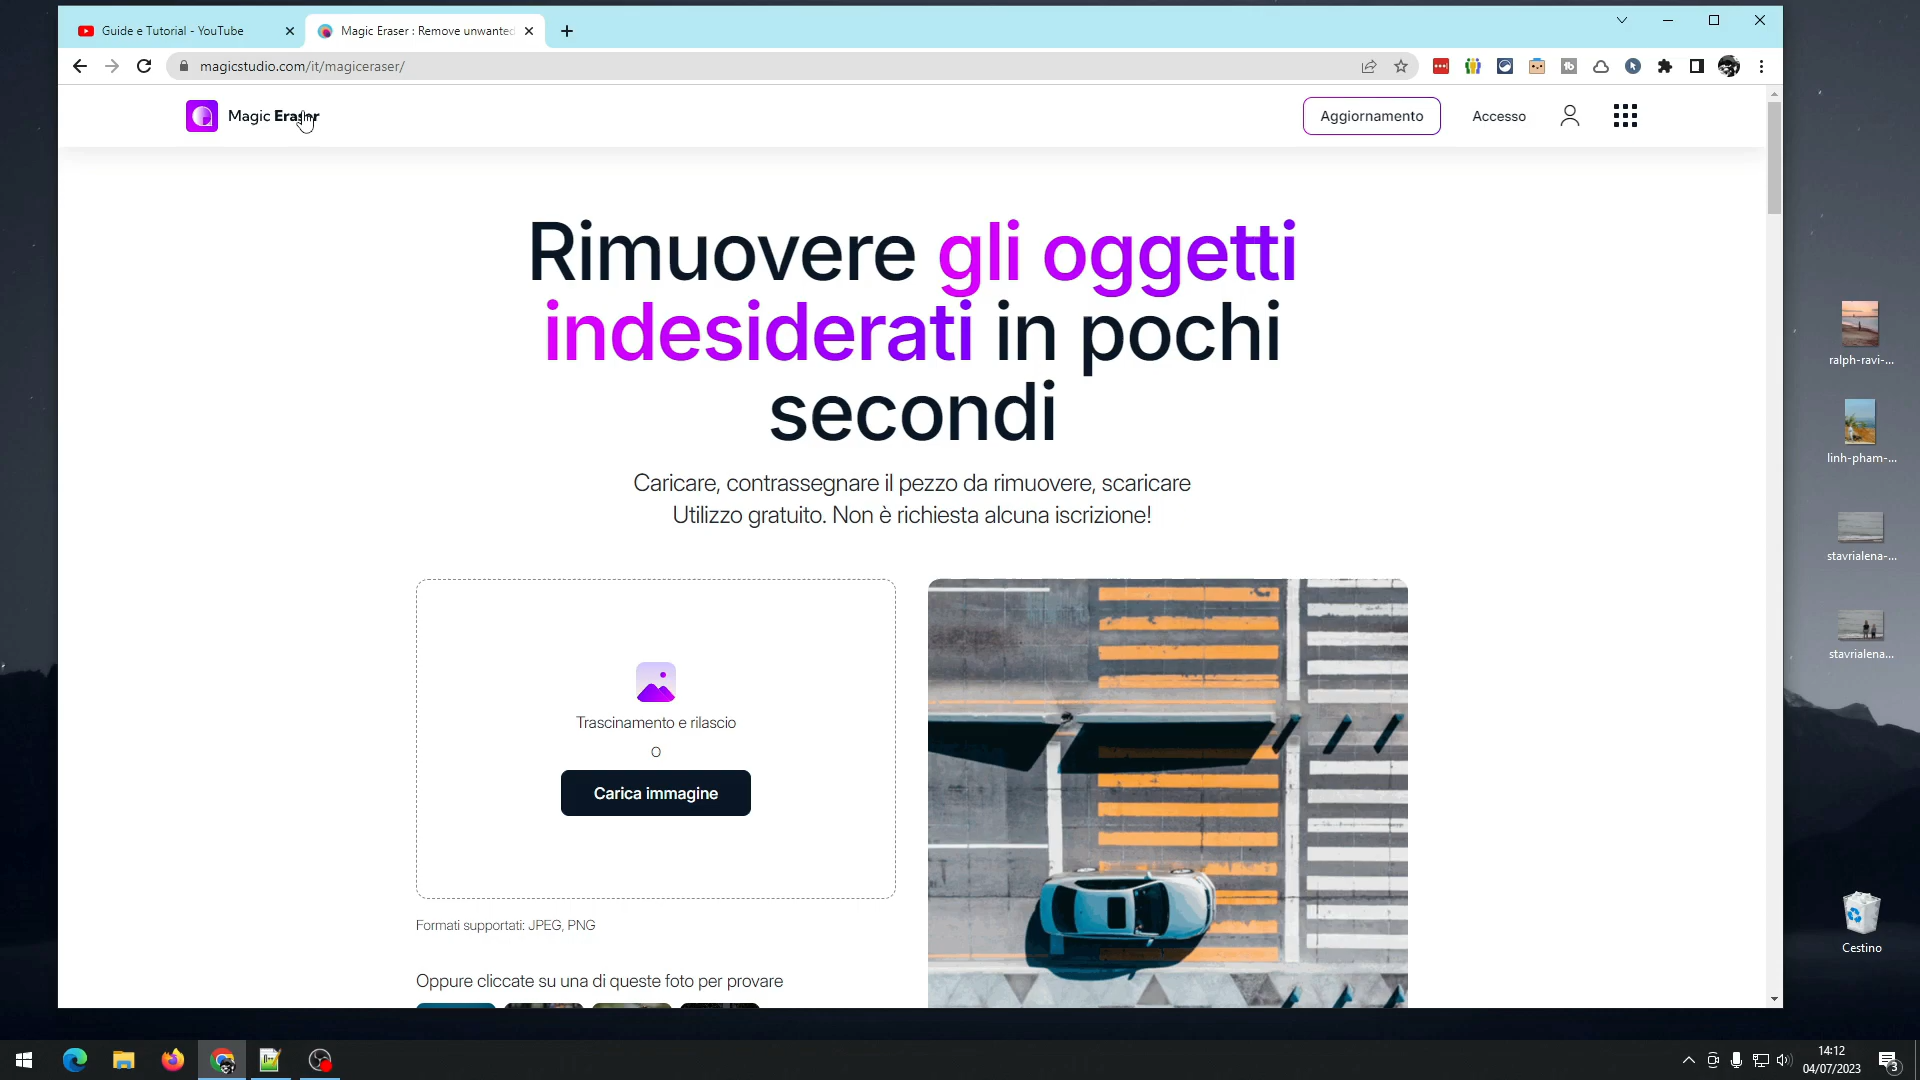 Guide e Tutorial - YouTube
Magic Eraser : Remove unwanted
magicstudio.com/it/magiceraser/
Magic Eraser
Aggiornamento
Accesso
Rimuovere gli oggetti
indesiderati in pochi
secondi
Caricare, contrassegnare il pezzo da rimuovere, scaricare
Utilizzo gratuito. Non è richiesta alcuna iscrizione!
Trascinamento e rilascio
O
Carica immagine
Formati supportati: JPEG, PNG
Oppure cliccate su una di queste foto per provare
ralph-ravi-...
linh-pham-...
stavrialena-...
stavrialena...
Cestino
14:12
04/07/2023
3